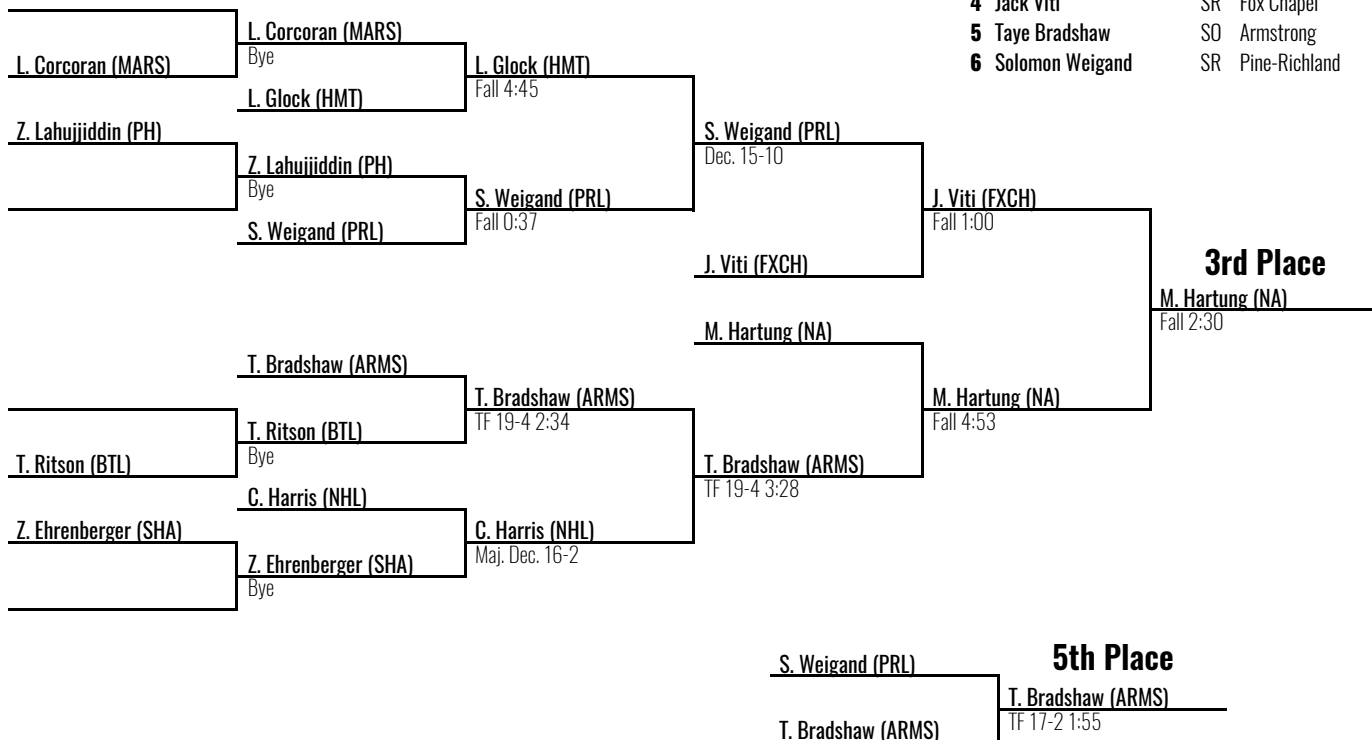 4 Jack Viti SR Fox Chapel
5 Taye Bradshaw SO Armstrong
6 Solomon Weigand SR Pine-Richland
L. Corcoran (MARS)
Bye
L. Corcoran (MARS)
L. Glock (HMT)
Fall 4:45
L. Glock (HMT)
Z. Lahujjiddin (PH)
S. Weigand (PRL)
Dec. 15-10
Z. Lahujjiddin (PH)
Bye
S. Weigand (PRL)
Fall 0:37
J. Viti (FXCH)
Fall 1:00
S. Weigand (PRL)
J. Viti (FXCH)
3rd Place
M. Hartung (NA)
Fall 2:30
M. Hartung (NA)
T. Bradshaw (ARMS)
T. Bradshaw (ARMS)
TF 19-4 2:34
M. Hartung (NA)
Fall 4:53
T. Ritson (BTL)
Bye
T. Ritson (BTL)
T. Bradshaw (ARMS)
TF 19-4 3:28
C. Harris (NHL)
Z. Ehrenberger (SHA)
C. Harris (NHL)
Maj. Dec. 16-2
Z. Ehrenberger (SHA)
Bye
S. Weigand (PRL)
5th Place
T. Bradshaw (ARMS)
TF 17-2 1:55
T. Bradshaw (ARMS)